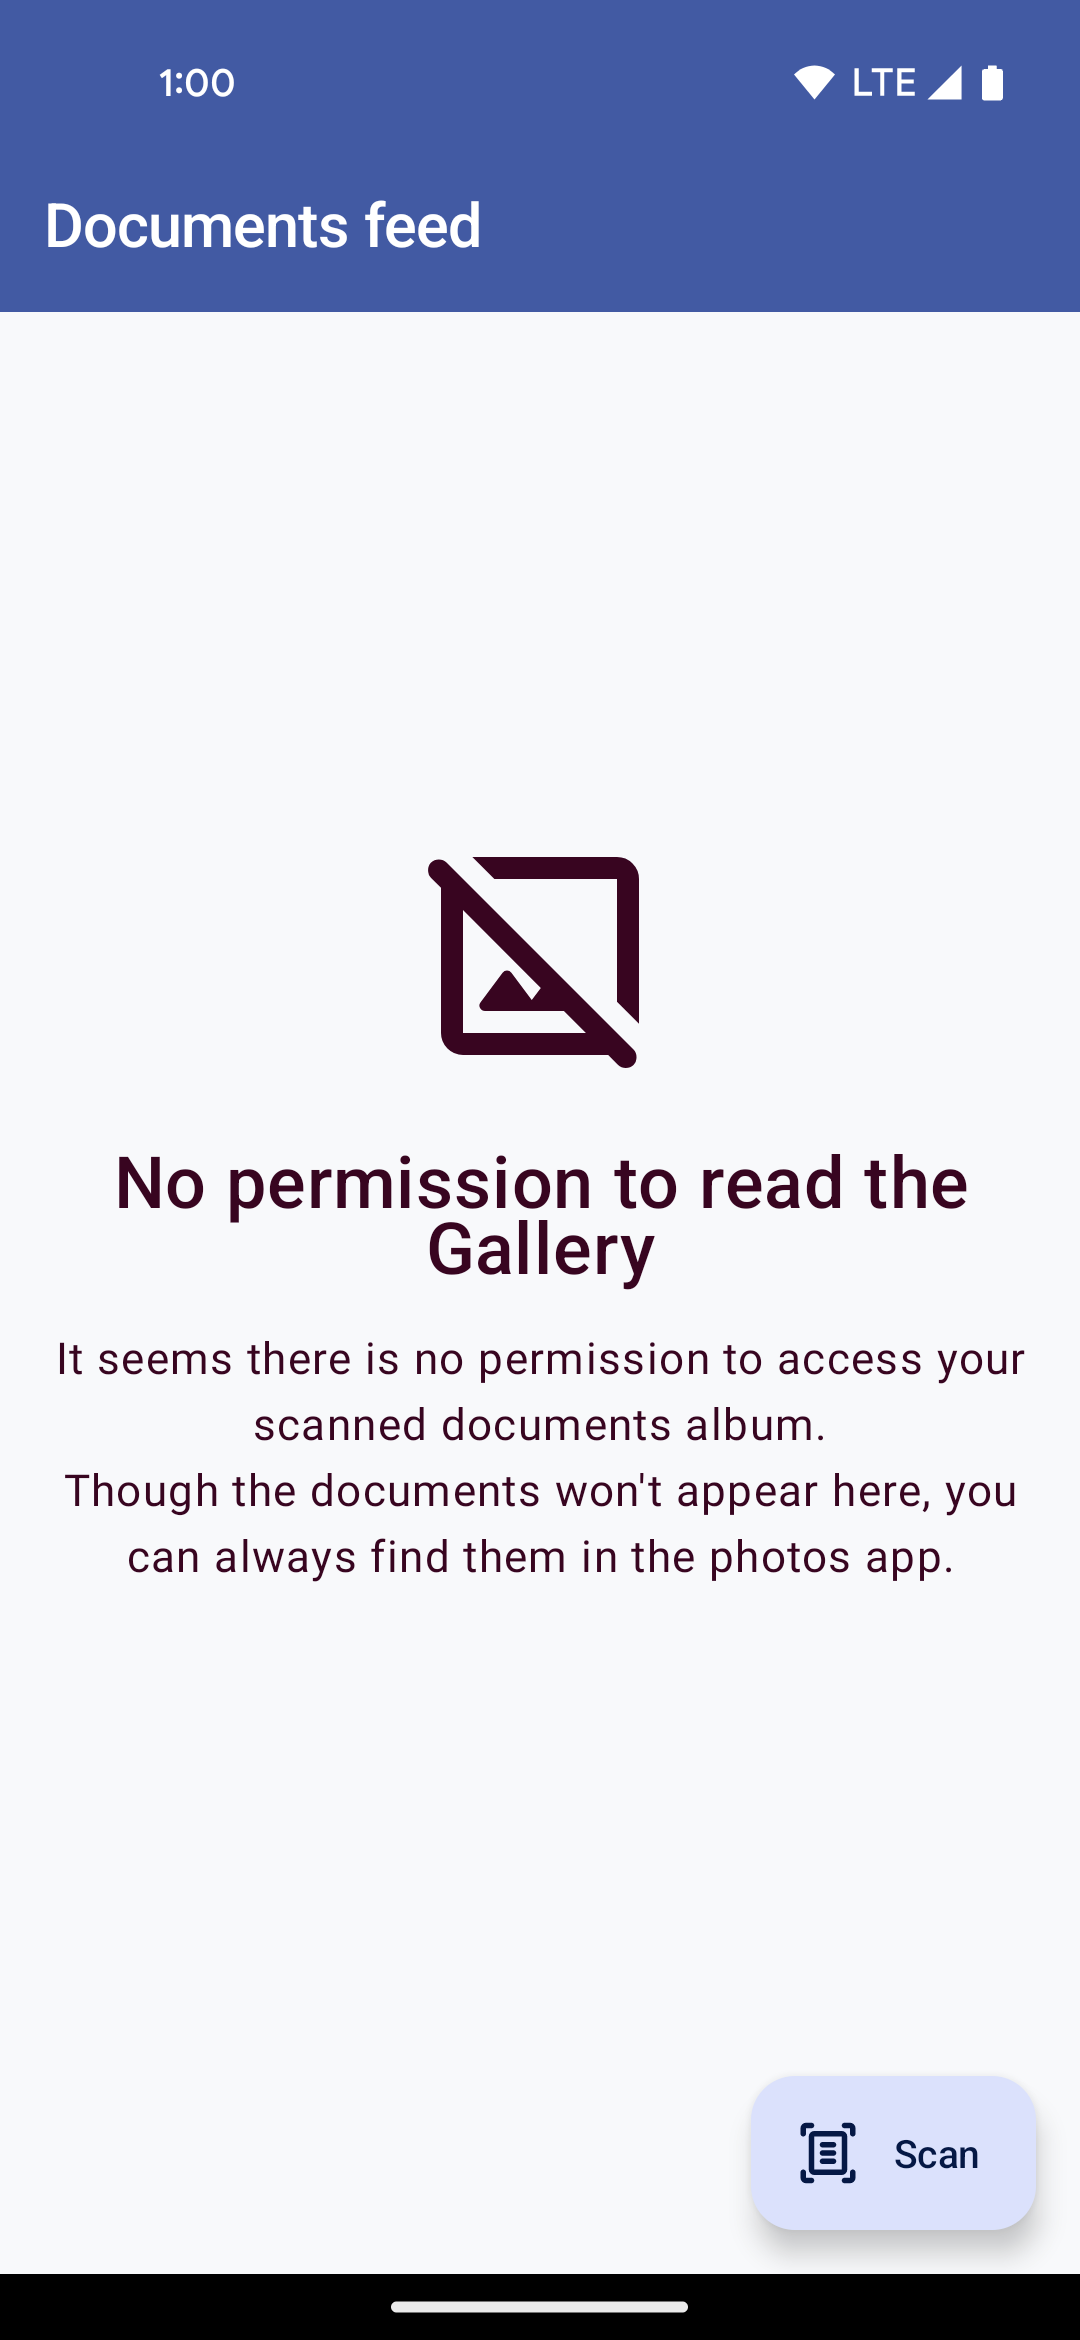 1:00
LTE
Documents feed
No permission to read the
Gallery
It seems there is no permission to access your
scanned documents album.
Though the documents won't appear here, you
can always find them in the photos app.
Scan